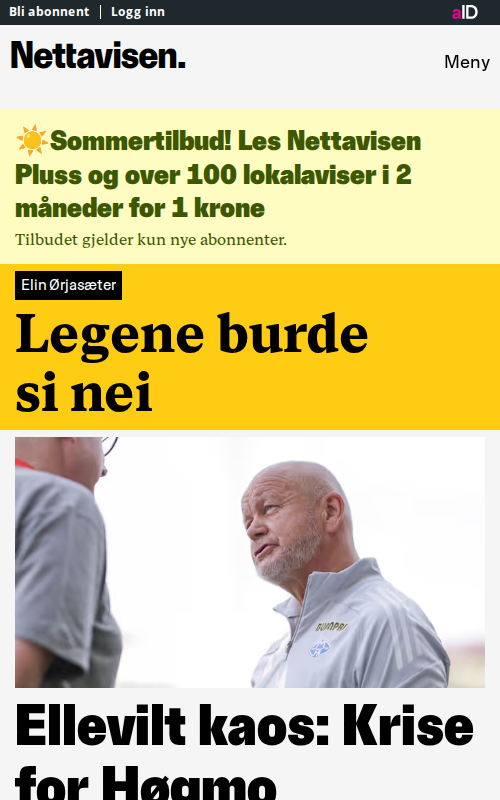 Bli abonnent
Logg inn
aID
Nettavisen.
Meny
☀️Sommertilbud! Les Nettavisen
Pluss og over 100 lokalaviser i 2
måneder for 1 krone
Tilbudet gjelder kun nye abonnenter.
Elin Ørjasæter
Legene burde
si nei
Ellevilt kaos: Krise
for Høgmo